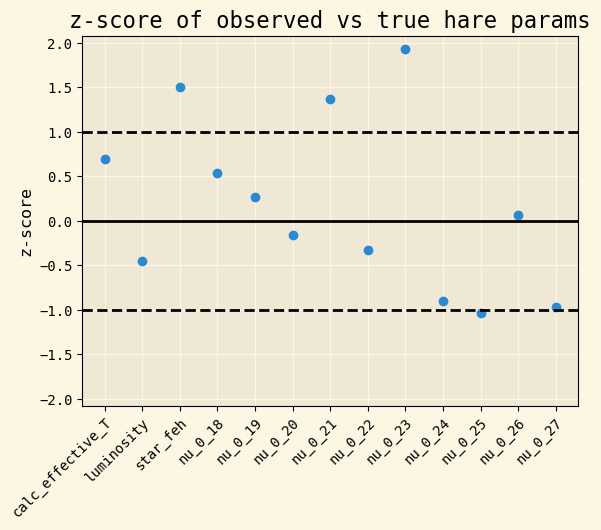 z-score of observed vs true hare params
z-score
2.0
1.5
1.0
0.5
0.0
−0.5
−1.0
−1.5
−2.0
calc_effective_T
luminosity
star_feh
nu_0_18
nu_0_19
nu_0_20
nu_0_21
nu_0_22
nu_0_23
nu_0_24
nu_0_25
nu_0_26
nu_0_27